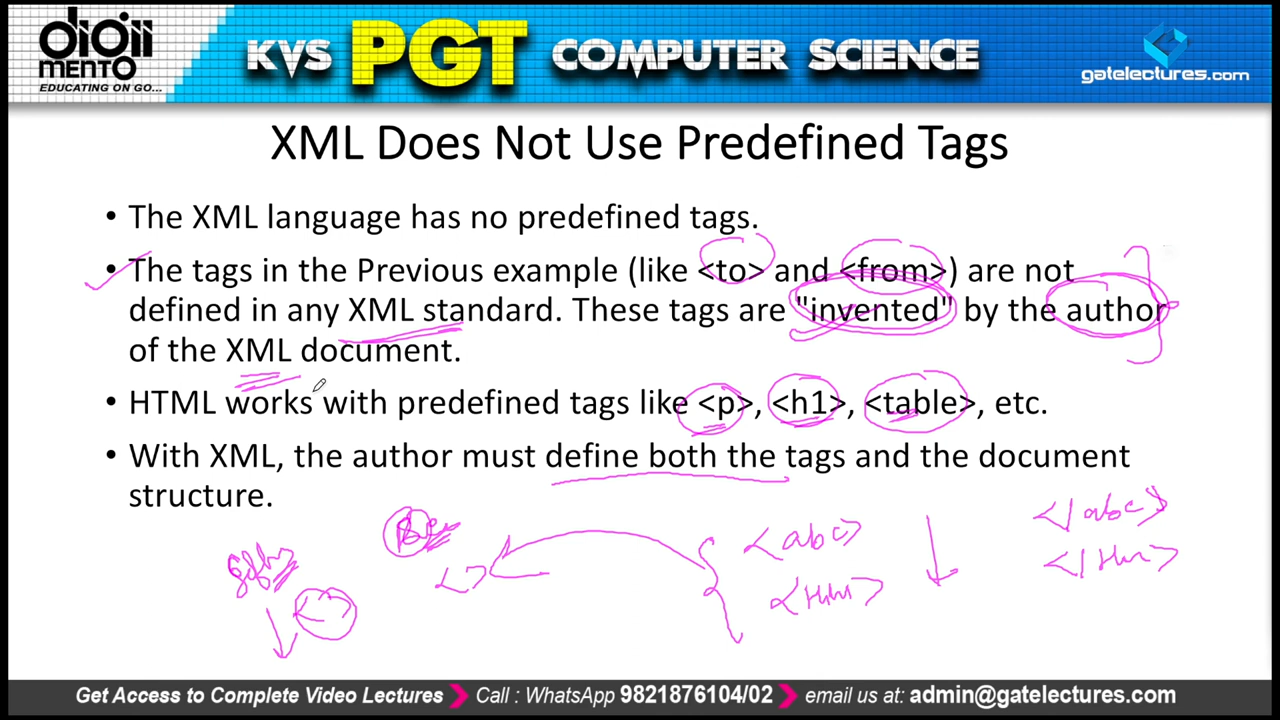 digii
MENTO
EDUCATING ON GO...
KVS PGT COMPUTER SCIENCE
gatelectures.com
XML Does Not Use Predefined Tags
• The XML language has no predefined tags.
• The tags in the Previous example (like <to> and <from>) are not
defined in any XML standard. These tags are "invented" by the author
of the XML document.
• HTML works with predefined tags like <p>, <h1>, <table>, etc.
• With XML, the author must define both the tags and the document
structure.
<abc>
</abc>
< >
< >
Get Access to Complete Video Lectures
Call : WhatsApp 9821876104/02
email us at: admin@gatelectures.com